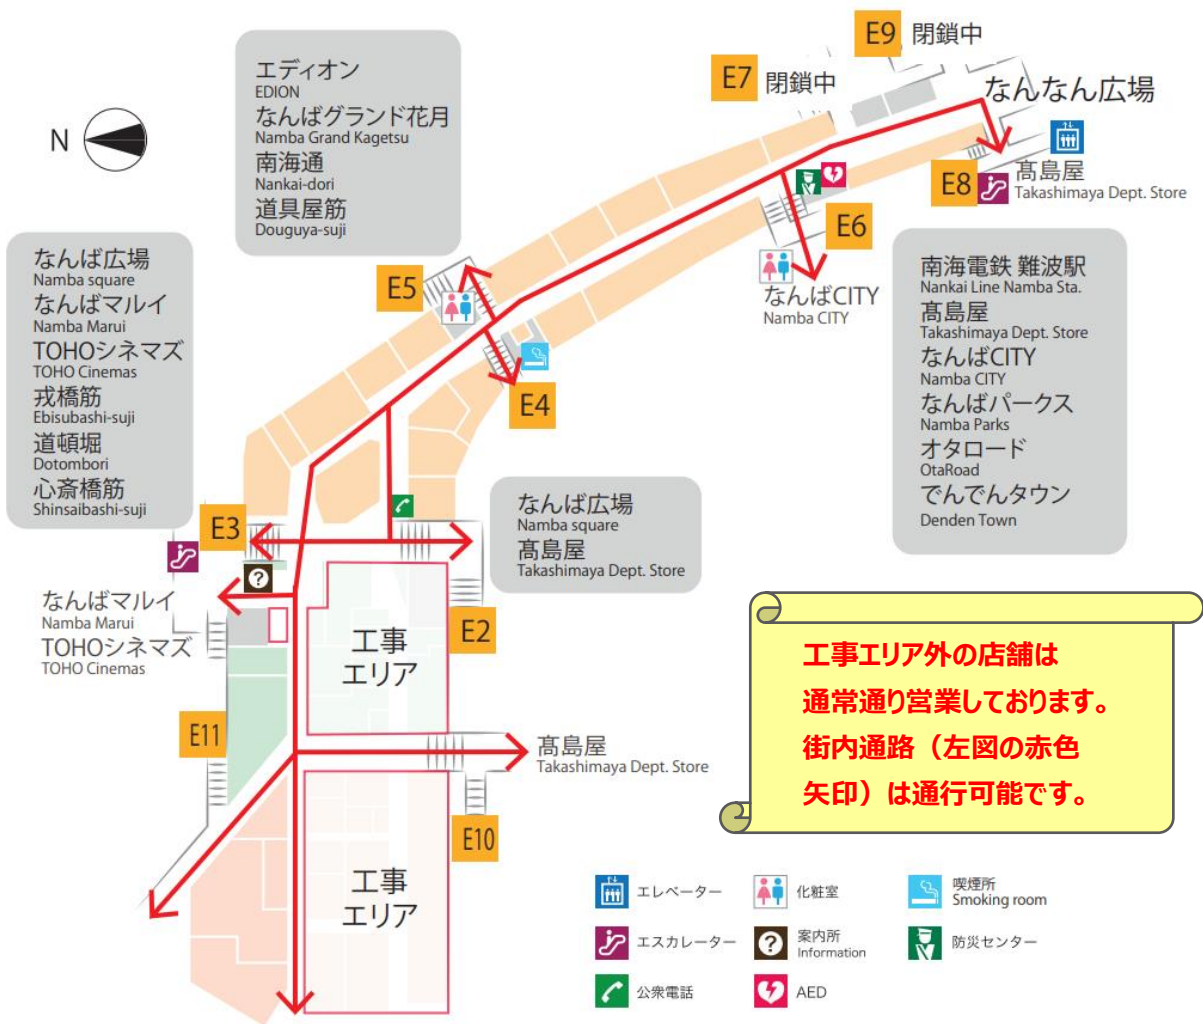 E9 閉鎖中
E7 閉鎖中
なんなん広場
エディオン
EDION
なんばグランド花月
Namba Grand Kagetsu
南海通
Nankai-dori
道具屋筋
Douguya-suji
N
E8
髙島屋
Takashimaya Dept. Store
E6
なんばCITY
Namba CITY
E5
なんば広場
Namba square
なんばマルイ
Namba Marui
TOHOシネマズ
TOHO Cinemas
戎橋筋
Ebisubashi-suji
道頓堀
Dotombori
心斎橋筋
Shinsaibashi-suji
南海電鉄 難波駅
Nankai Line Namba Sta.
髙島屋
Takashimaya Dept. Store
なんばCITY
Namba CITY
なんばパークス
Namba Parks
オタロード
OtaRoad
でんでんタウン
Denden Town
E4
なんば広場
Namba square
髙島屋
Takashimaya Dept. Store
E3
なんばマルイ
Namba Marui
TOHOシネマズ
TOHO Cinemas
E2
工事
エリア
E11
髙島屋
Takashimaya Dept. Store
E10
工事
エリア
工事エリア外の店舗は
通常通り営業しております。
街内通路（左図の赤色
矢印）は通行可能です。
エレベーター
化粧室
喫煙所
Smoking room
エスカレーター
?
案内所
Information
防災センター
公衆電話
AED